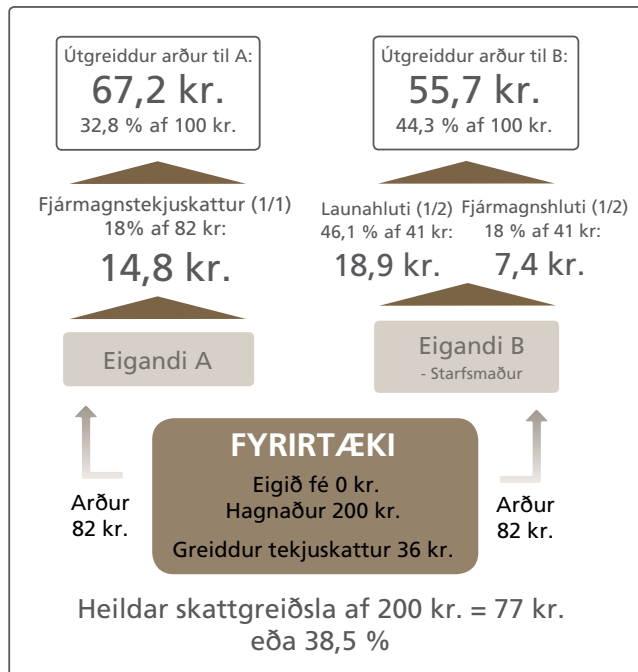 Útgreiddur arður til A:
67,2 kr.
32,8 % af 100 kr.
Útgreiddur arður til B:
55,7 kr.
44,3 % af 100 kr.
Fjármagnstekjuskattur (1/1)
18% af 82 kr:
14,8 kr.
Launahluti (1/2)
46,1 % af 41 kr:
18,9 kr.
Fjármagnshluti (1/2)
18 % af 41 kr:
7,4 kr.
Eigandi A
Eigandi B
- Starfsmaður
Arður
82 kr.
FYRIRTÆKI
Eigið fé 0 kr.
Hagnaður 200 kr.
Greiddur tekjuskattur 36 kr.
Arður
82 kr.
Heildar skattgreiðsla af 200 kr. = 77 kr.
eða 38,5 %